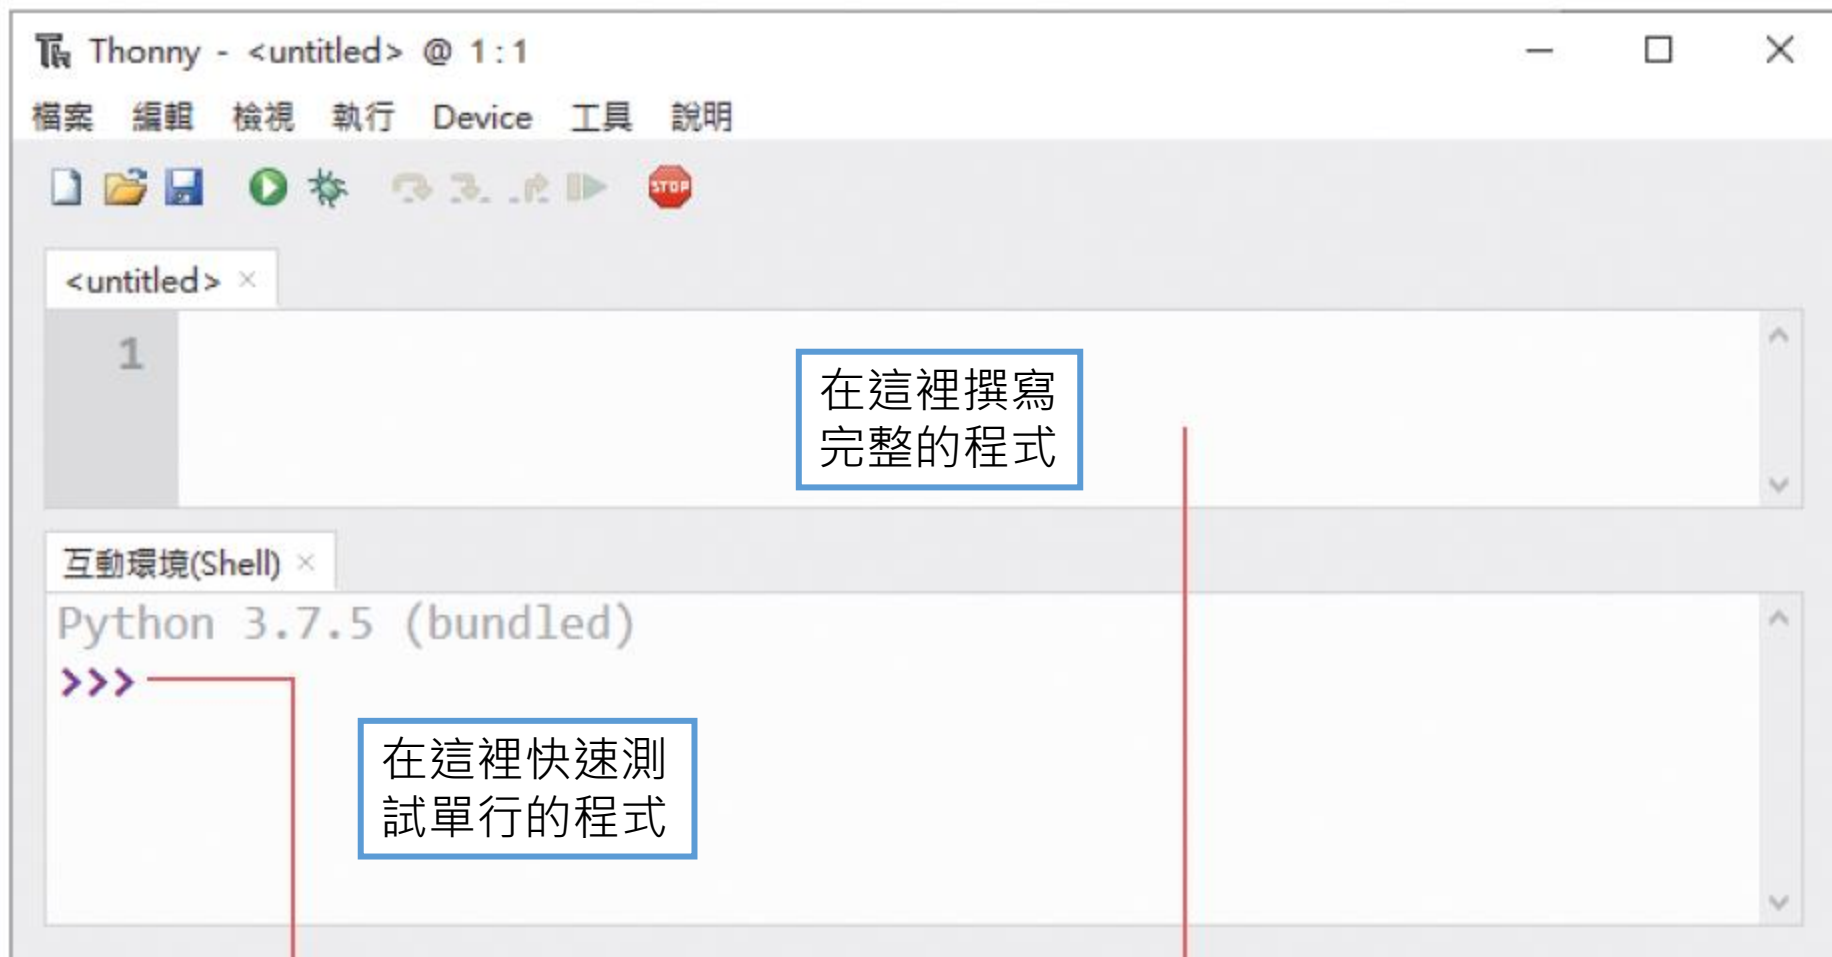 Thonny - <untitled> @ 1:1
檔案 編輯 檢視 執行 Device 工具 說明
STOP
<untitled> ×
1
在這裡撰寫
完整的程式
互動環境(Shell) ×
Python 3.7.5 (bundled)
>>>
在這裡快速測
試單行的程式